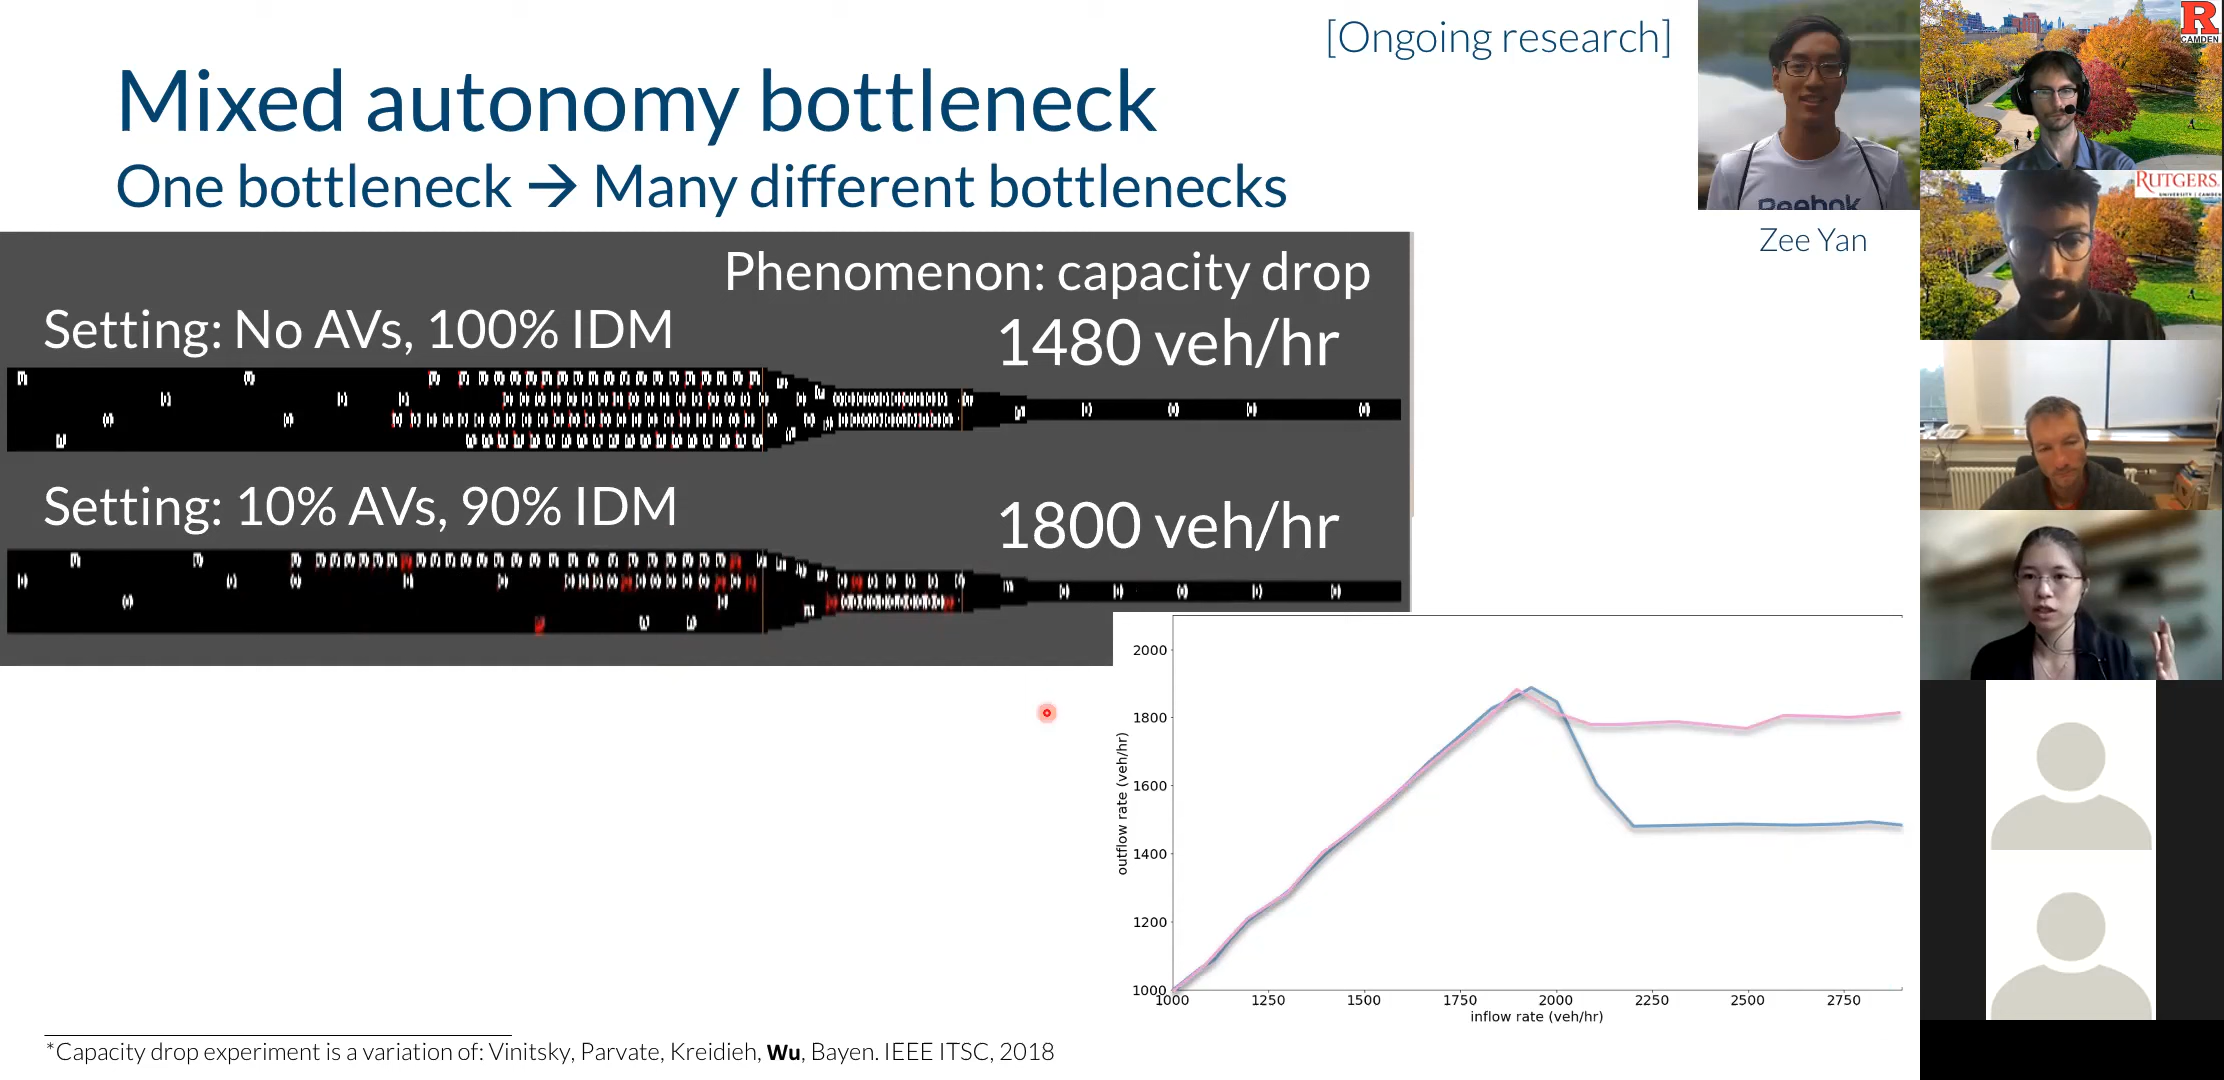 [Ongoing research]
Mixed autonomy bottleneck
One bottleneck → Many different bottlenecks
Zee Yan
Reebok
R
CAMDEN
RUTGERS
UNIVERSITY | CAMDEN
Phenomenon: capacity drop
Setting: No AVs, 100% IDM
1480 veh/hr
Setting: 10% AVs, 90% IDM
1800 veh/hr
2000
1800
1600
1400
1200
1000
outflow rate (veh/hr)
1000 1250 1500 1750 2000 2250 2500 2750
inflow rate (veh/hr)
*Capacity drop experiment is a variation of: Vinitsky, Parvate, Kreidieh, Wu, Bayen. IEEE ITSC, 2018